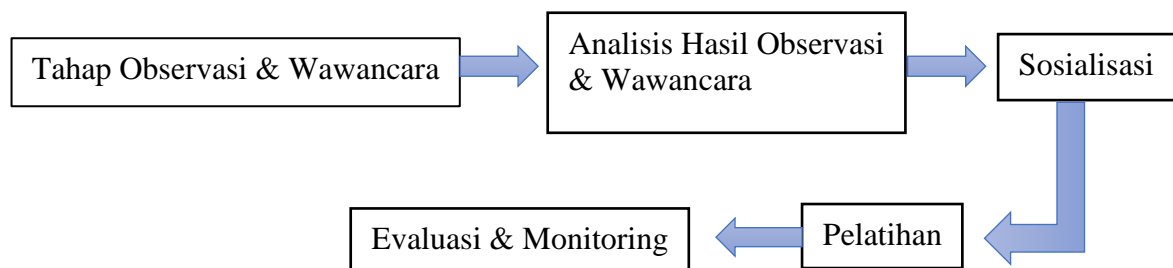 Tahap Observasi & Wawancara
Analisis Hasil Observasi
& Wawancara
Sosialisasi
Pelatihan
Evaluasi & Monitoring